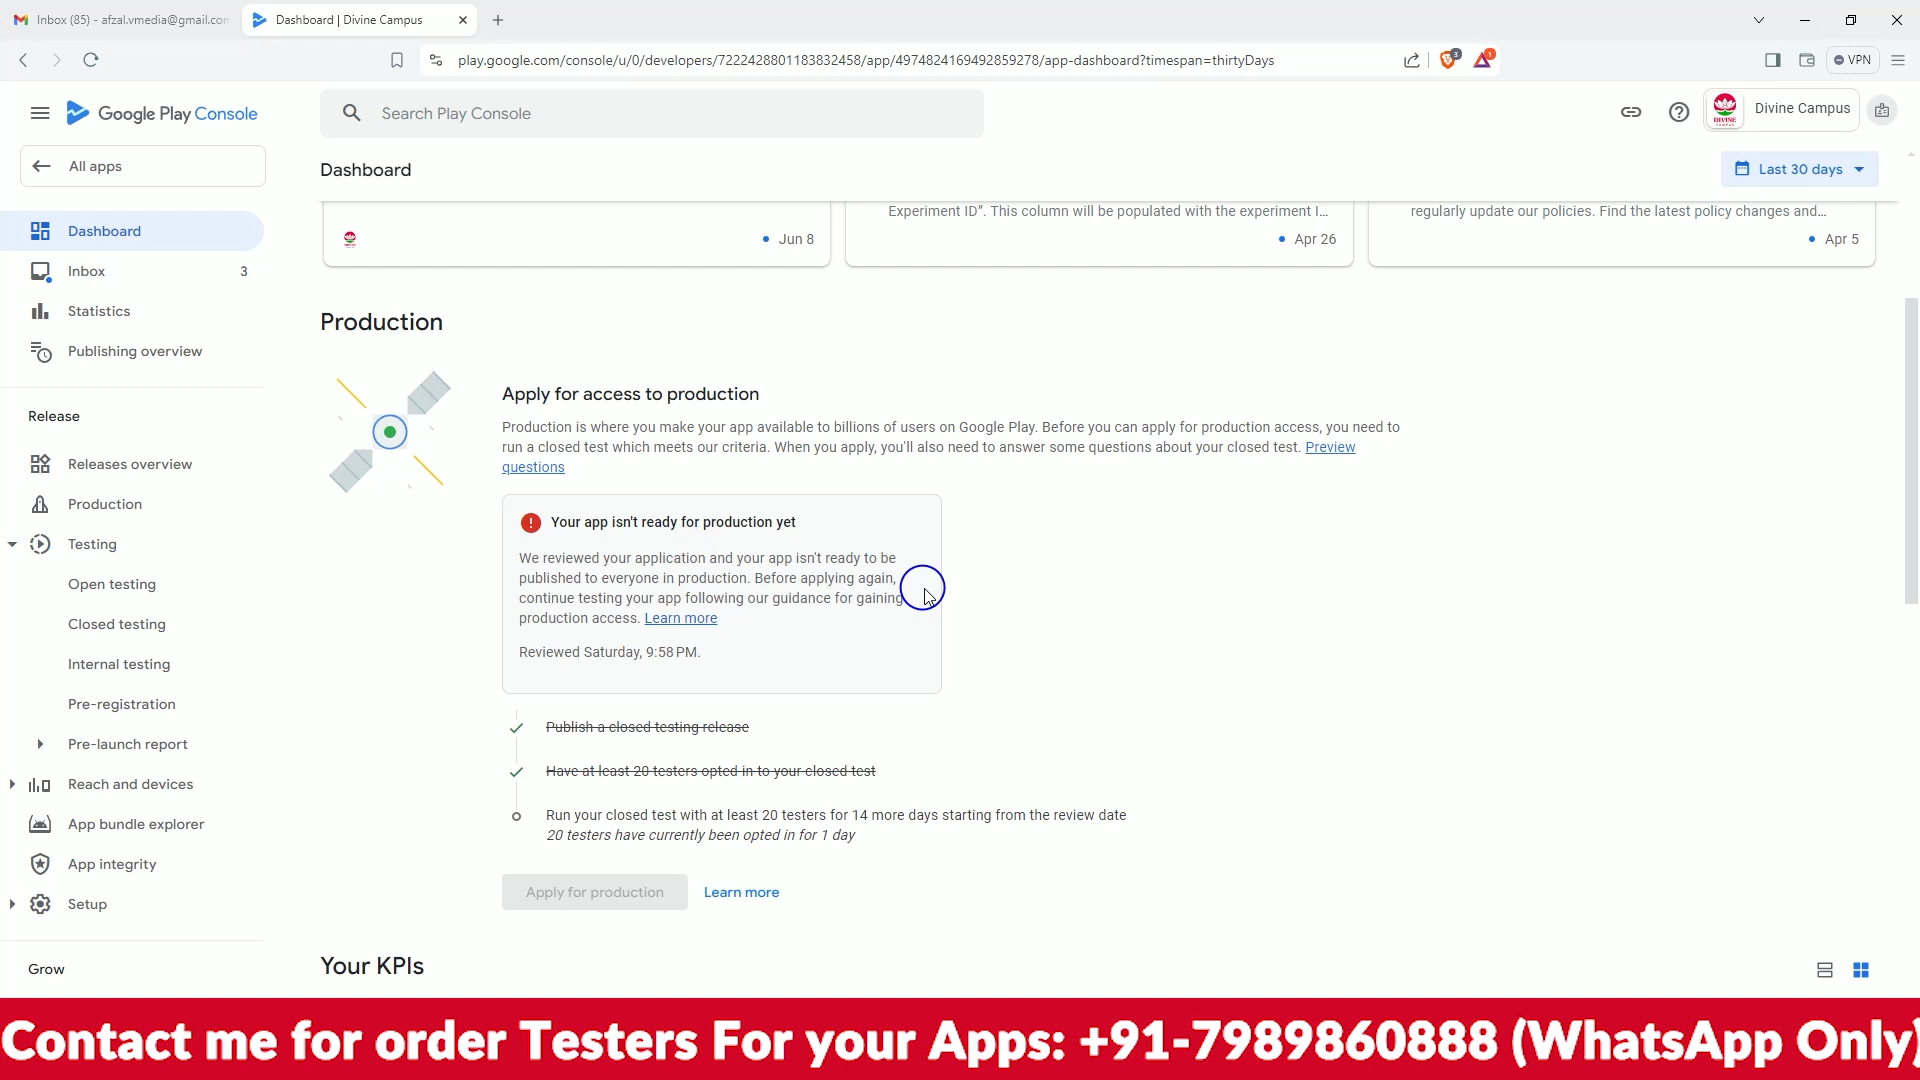 Inbox (85) - afzal.vmedia@gmail.con
Dashboard | Divine Campus
play.google.com/console/u/0/developers/7222428801183832458/app/4974824169492859278/app-dashboard?timespan=thirtyDays
3
1
VPN
Google Play Console
Search Play Console
Divine Campus
All apps
Dashboard
Last 30 days
Dashboard
Inbox 3
Statistics
Publishing overview
Release
Releases overview
Production
Testing
Open testing
Closed testing
Internal testing
Pre-registration
Pre-launch report
Reach and devices
App bundle explorer
App integrity
Setup
Grow
Jun 8
Experiment ID”. This column will be populated with the experiment I...
Apr 26
regularly update our policies. Find the latest policy changes and...
Apr 5
Production
Apply for access to production
Production is where you make your app available to billions of users on Google Play. Before you can apply for production access, you need to
run a closed test which meets our criteria. When you apply, you'll also need to answer some questions about your closed test. Preview
questions
Your app isn't ready for production yet
We reviewed your application and your app isn't ready to be
published to everyone in production. Before applying again,
continue testing your app following our guidance for gaining
production access. Learn more
Reviewed Saturday, 9:58 PM.
Publish a closed testing release
Have at least 20 testers opted in to your closed test
Run your closed test with at least 20 testers for 14 more days starting from the review date
20 testers have currently been opted in for 1 day
Apply for production Learn more
Your KPIs
Contact me for order Testers For your Apps: +91-7989860888 (WhatsApp Only)